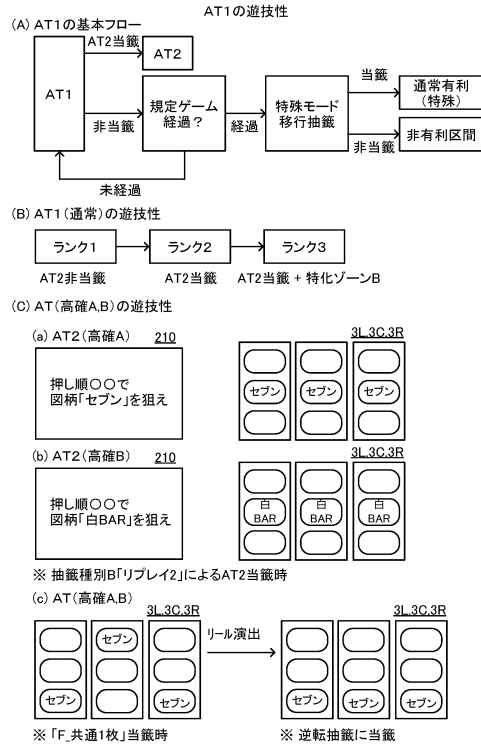 AT1の遊技性
(A) AT1の基本フロー
AT2当籤
AT2
AT1
非当籤
規定ゲーム
経過？
経過
特殊モード
移行抽籤
当籤
通常有利
(特殊)
非当籤
非有利区間
未経過
(B) AT1(通常)の遊技性
ランク1
ランク2
ランク3
AT2非当籤
AT2当籤
AT2当籤 + 特化ゾーンB
(C) AT(高確A,B)の遊技性
(a) AT2(高確A)
210
3L,3C,3R
押し順〇〇で
図柄「セブン」を狙え
セブン
セブン
セブン
(b) AT2(高確B)
210
3L,3C,3R
押し順〇〇で
図柄「白BAR」を狙え
白
BAR
白
BAR
白
BAR
※ 抽籤種別B「リプレイ2」によるAT2当籤時
(c) AT(高確A,B)
3L,3C,3R
3L,3C,3R
セブン
リール演出
セブン
セブン
セブン
セブン
セブン
※ 「F_共通1枚」当籤時
※ 逆転抽籤に当籤